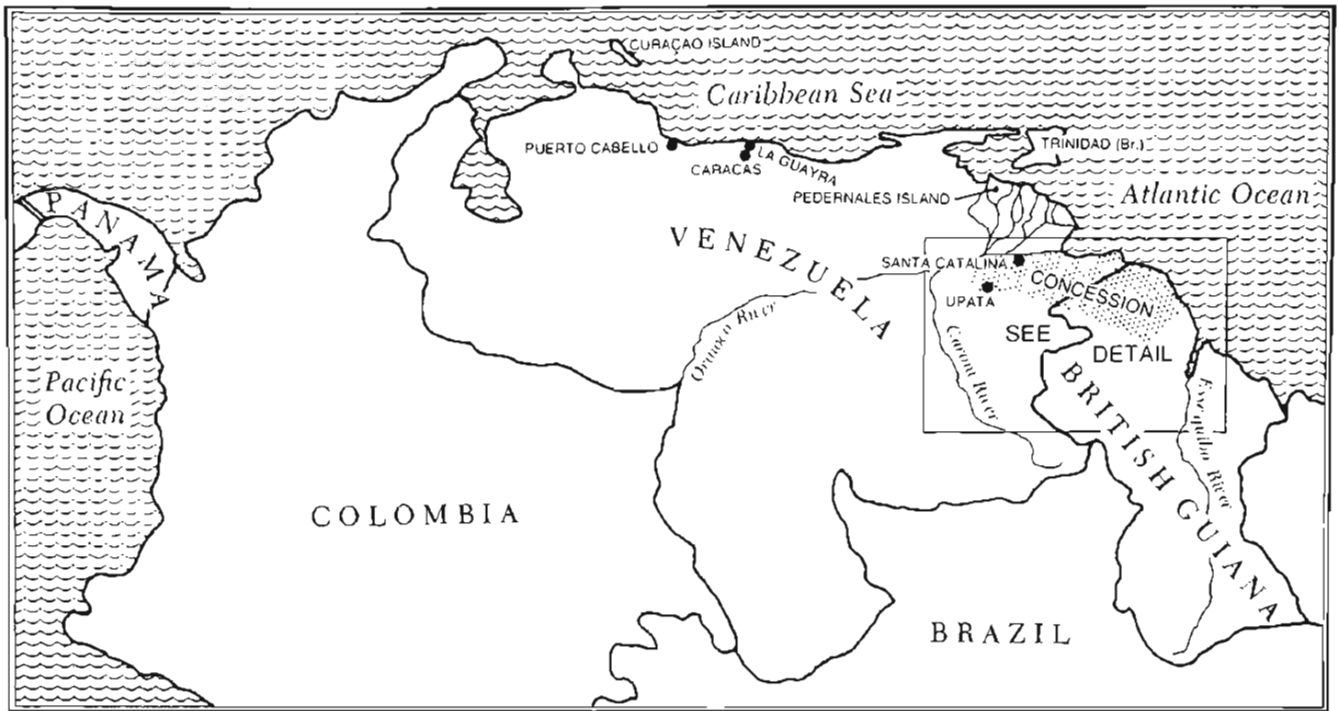 CURAÇAO ISLAND
Caribbean Sea
PUERTO CABELLO
LA GUAYRA
CARACAS
TRINIDAD (Br.)
PEDERNALES ISLAND
Atlantic Ocean
PANAMA
VENEZUELA
SANTA CATALINA
CONCESSION
UPATA
Orinoco River
SEE
DETAIL
Caroni River
Pacific
Ocean
BRITISH GUIANA
Essequibo River
COLOMBIA
BRAZIL